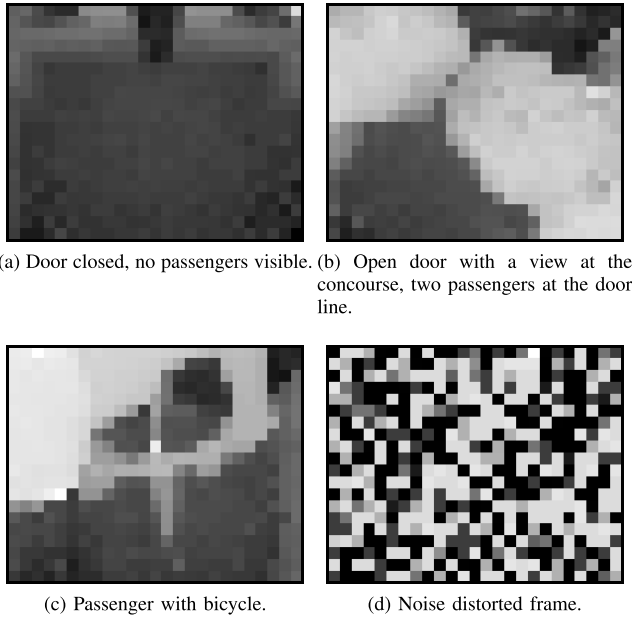 (a) Door closed, no passengers visible.
(b) Open door with a view at the
concourse, two passengers at the door
line.
(c) Passenger with bicycle.
(d) Noise distorted frame.